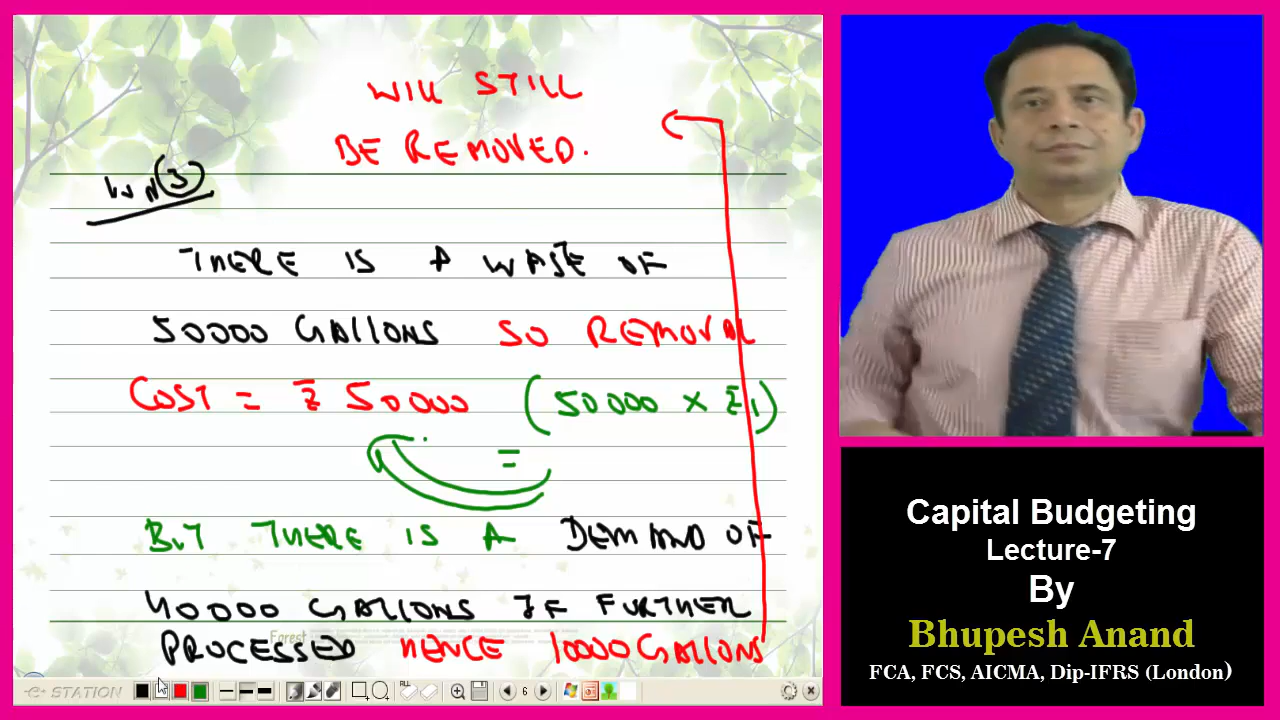 WILL STILL
BE REMOVED.
W.N (3)
THERE IS A WASTE OF
50000 GALLONS SO REMOVAL
COST = ₹ 50000 (50000 × ₹1)
=
BUT THERE IS A DEMAND OF
40000 GALLONS IF FURTHER
PROCESSED HENCE 10000 GALLONS
Forest
e-STATION
6
Capital Budgeting
Lecture-7
By
Bhupesh Anand
FCA, FCS, AICMA, Dip-IFRS (London)